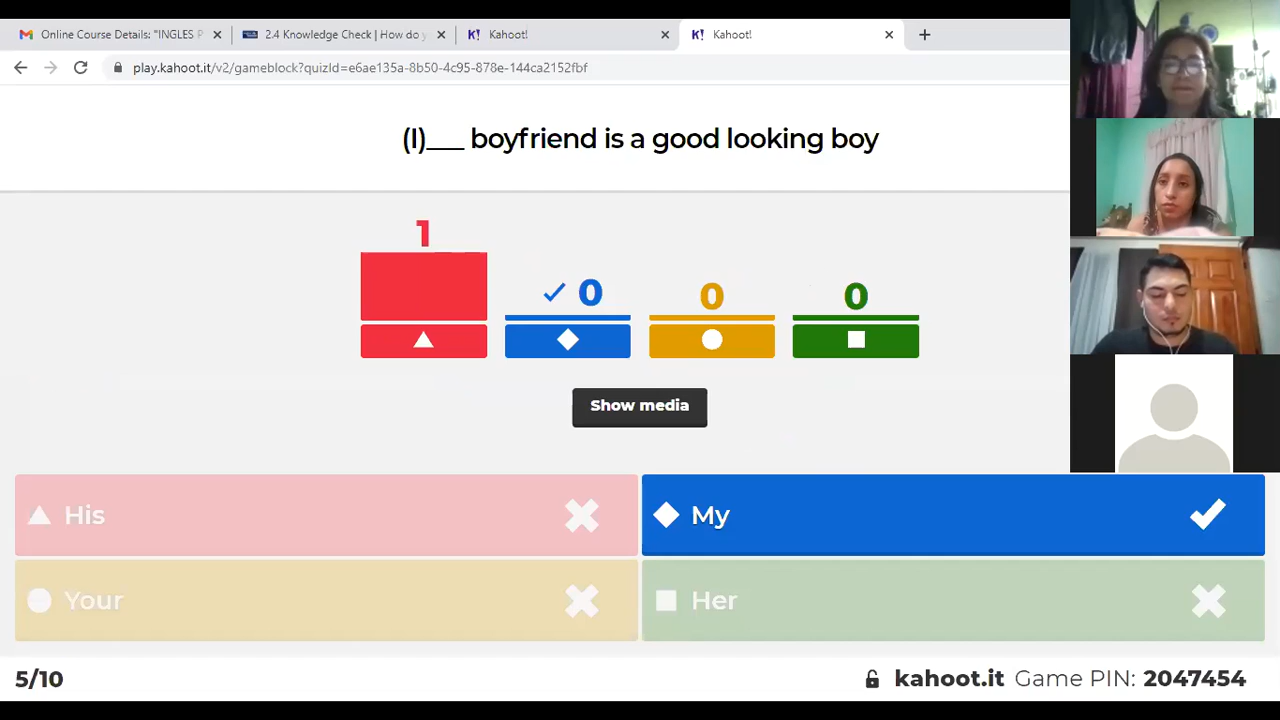 Online Course Details: "INGLES P
2.4 Knowledge Check | How do y
K! Kahoot!
K! Kahoot!
play.kahoot.it/v2/gameblock?quizId=e6ae135a-8b50-4c95-878e-144ca2152fbf
(I)___ boyfriend is a good looking boy
1
0
0
0
Show media
His
My
Your
Her
5/10
kahoot.it Game PIN: 2047454